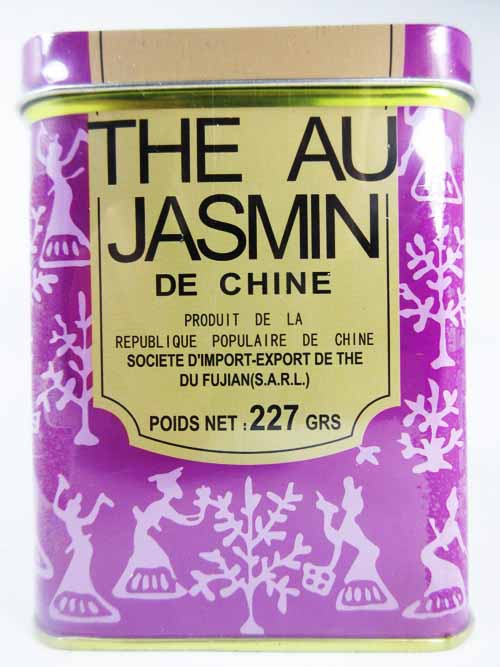 THE AU
JASMIN
DE CHINE
PRODUIT DE LA
REPUBLIQUE POPULAIRE DE CHINE
SOCIETE D'IMPORT-EXPORT DE THE
DU FUJIAN(S.A.R.L.)
POIDS NET : 227 GRS